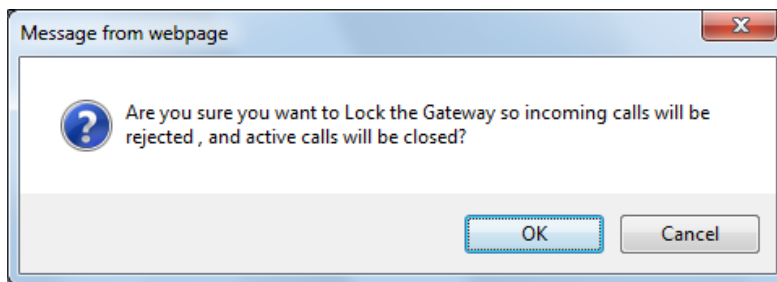 Message from webpage
Are you sure you want to Lock the Gateway so incoming calls will be
rejected , and active calls will be closed?
OK
Cancel